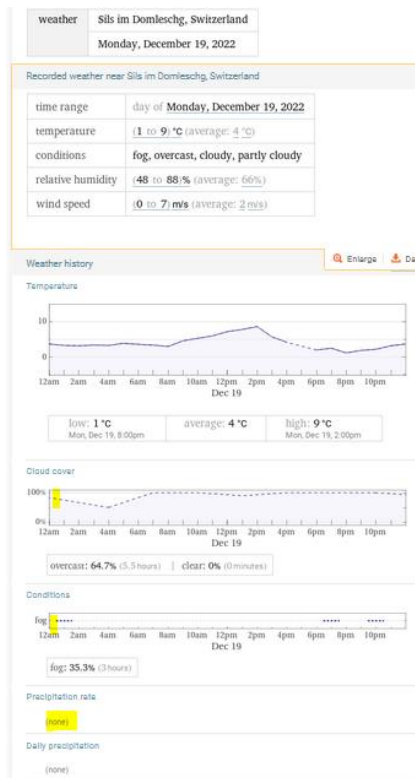 weather Sils im Domleschg, Switzerland
Monday, December 19, 2022
Recorded weather near Sils im Domleschg, Switzerland
time range day of Monday, December 19, 2022
temperature (1 to 9) °C (average: 4 °C)
conditions fog, overcast, cloudy, partly cloudy
relative humidity (48 to 88)% (average: 66%)
wind speed (0 to 7) m/s (average: 2 m/s)
Weather history Enlarge Da
Temperature
10
0
12am 2am 4am 6am 8am 10am 12pm 2pm 4pm 6pm 8pm 10pm
Dec 19
low: 1 °C average: 4 °C high: 9 °C
Mon, Dec 19, 8:00pm Mon, Dec 19, 2:00pm
Cloud cover
100%
0%
12am 2am 4am 6am 8am 10am 12pm 2pm 4pm 6pm 8pm 10pm
Dec 19
overcast: 64.7% (5.5 hours) | clear: 0% (0 minutes)
Conditions
fog
12am 2am 4am 6am 8am 10am 12pm 2pm 4pm 6pm 8pm 10pm
Dec 19
fog: 35.3% (3 hours)
Precipitation rate
(none)
Daily precipitation
(none)